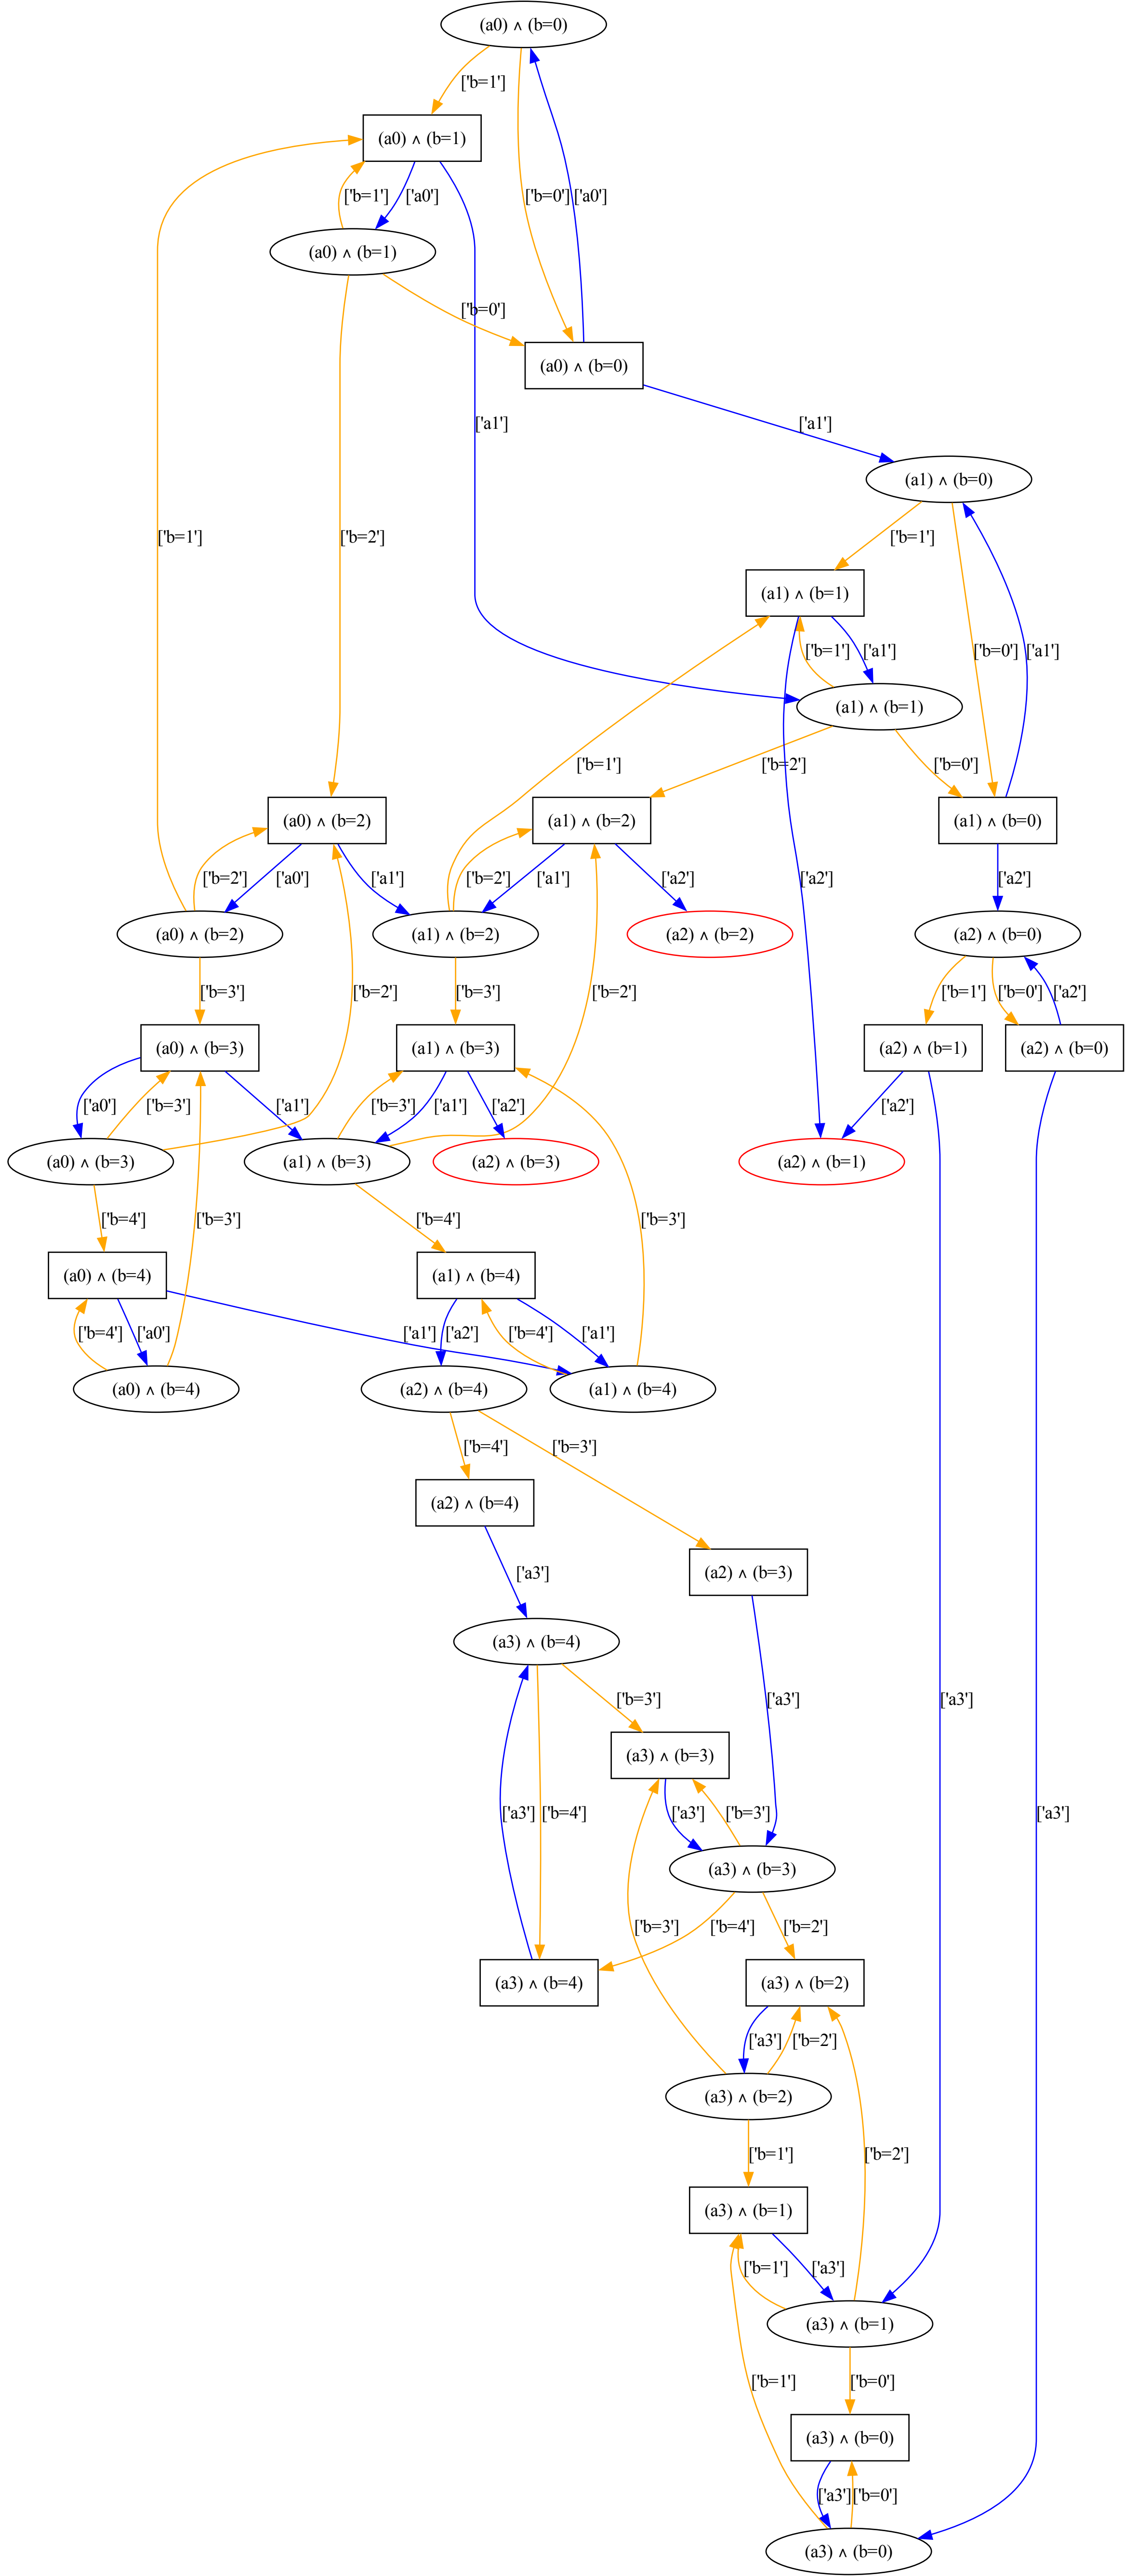 (a0) ∧ (b=0)
['b=1']
(a0) ∧ (b=1)
['b=1']
['a0']
['b=0']
['a0']
(a0) ∧ (b=1)
['b=0']
(a0) ∧ (b=0)
['a1']
['a1']
(a1) ∧ (b=0)
['b=1']
['b=2']
['b=1']
(a1) ∧ (b=1)
['b=1']
['a1']
['b=0']
['a1']
(a1) ∧ (b=1)
['b=1']
['b=2']
['b=0']
(a0) ∧ (b=2)
(a1) ∧ (b=2)
(a1) ∧ (b=0)
['b=2']
['a0']
['a1']
['b=2']
['a1']
['a2']
['a2']
['a2']
(a0) ∧ (b=2)
(a1) ∧ (b=2)
(a2) ∧ (b=2)
(a2) ∧ (b=0)
['b=3']
['b=2']
['b=3']
['b=2']
['b=1']
['b=0']
['a2']
(a0) ∧ (b=3)
(a1) ∧ (b=3)
(a2) ∧ (b=1)
(a2) ∧ (b=0)
['a0']
['b=3']
['a1']
['b=3']
['a1']
['a2']
['a2']
(a0) ∧ (b=3)
(a1) ∧ (b=3)
(a2) ∧ (b=3)
(a2) ∧ (b=1)
['b=4']
['b=3']
['b=4']
['b=3']
(a0) ∧ (b=4)
(a1) ∧ (b=4)
['b=4']
['a0']
['a1']
['a2']
['b=4']
['a1']
(a0) ∧ (b=4)
(a2) ∧ (b=4)
(a1) ∧ (b=4)
['b=4']
['b=3']
(a2) ∧ (b=4)
['a3']
(a2) ∧ (b=3)
(a3) ∧ (b=4)
['b=3']
['a3']
['a3']
(a3) ∧ (b=3)
['a3']
['b=4']
['a3']
['b=3']
['a3']
(a3) ∧ (b=3)
['b=3']
['b=4']
['b=2']
(a3) ∧ (b=4)
(a3) ∧ (b=2)
['a3']
['b=2']
(a3) ∧ (b=2)
['b=1']
['b=2']
(a3) ∧ (b=1)
['b=1']
['a3']
(a3) ∧ (b=1)
['b=1']
['b=0']
(a3) ∧ (b=0)
['a3']
['b=0']
(a3) ∧ (b=0)